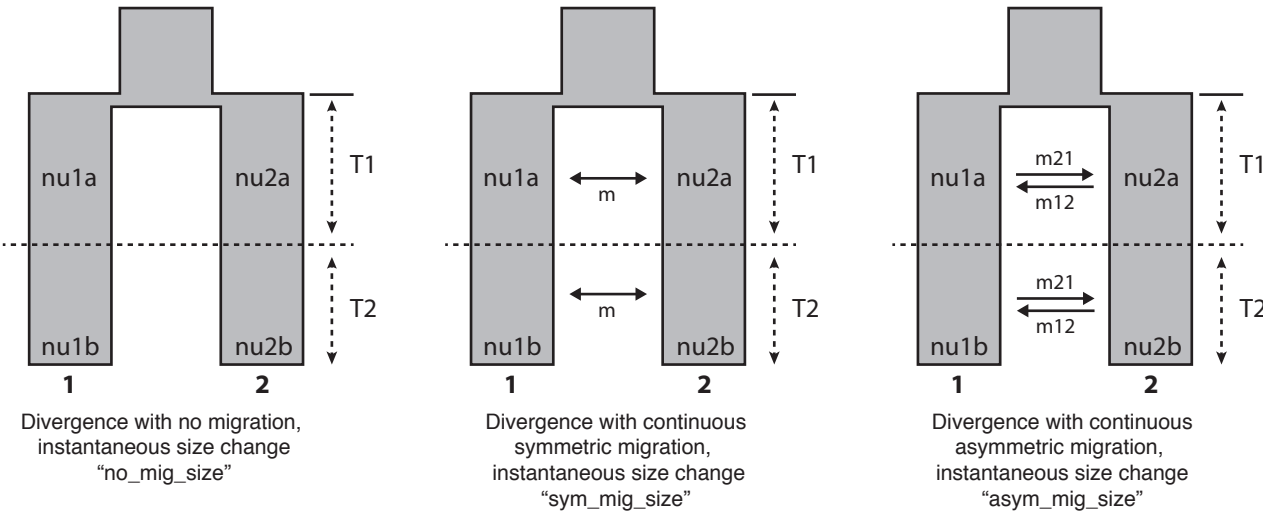 nu1a
nu2a
T1
nu1b
nu2b
T2
1
2
Divergence with no migration,
instantaneous size change
“no_mig_size”
nu1a
m
nu2a
T1
m
nu1b
nu2b
T2
1
2
Divergence with continuous
symmetric migration,
instantaneous size change
“sym_mig_size”
nu1a
m21
m12
nu2a
T1
m21
m12
nu1b
nu2b
T2
1
2
Divergence with continuous
asymmetric migration,
instantaneous size change
“asym_mig_size”